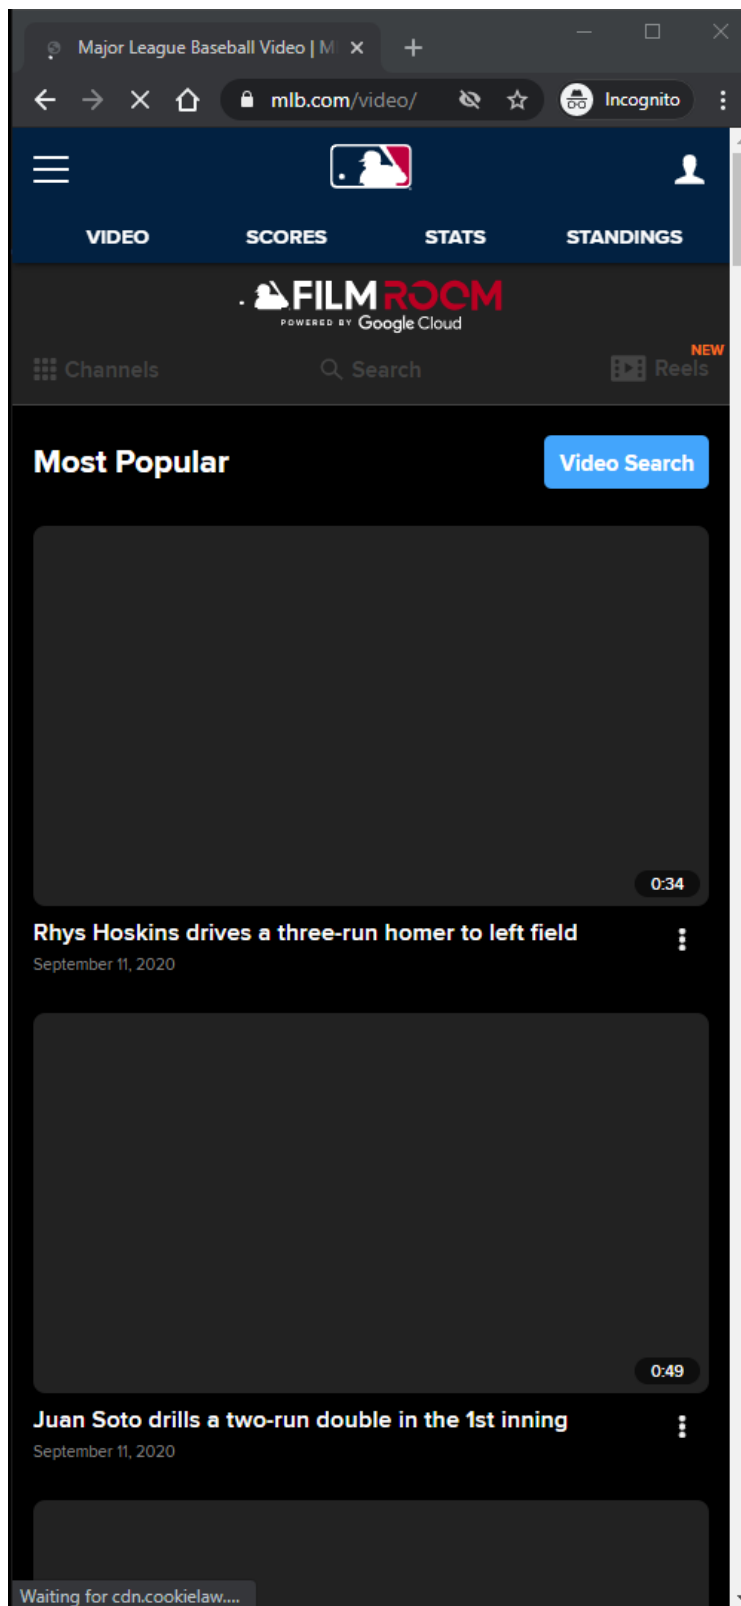 Major League Baseball Video | M
mlb.com/video/
Incognito
VIDEO SCORES STATS STANDINGS
FILM ROOM
POWERED BY Google Cloud
NEW
Channels Search Reels
Most Popular Video Search
0:34
Rhys Hoskins drives a three-run homer to left field
September 11, 2020
0:49
Juan Soto drills a two-run double in the 1st inning
September 11, 2020
Waiting for cdn.cookielaw....